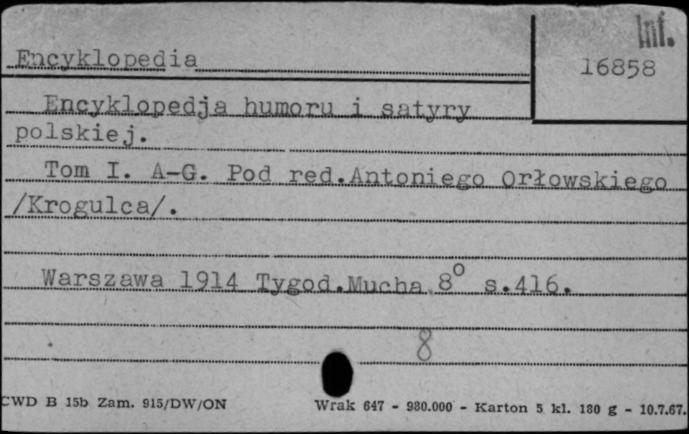 Inf.
Encyklopedia
16858
Encyklopedja humoru i satyry
polskiej.
Tom I. A-G. Pod red.Antoniego Orłowskiego
/Krogulca/.
Warszawa 1914 Tygod.Mucha 8° s.416.
8
CWD B 15b Zam. 915/DW/ON Wrak 647 - 980.000 - Karton 5 kl. 180 g - 10.7.67.